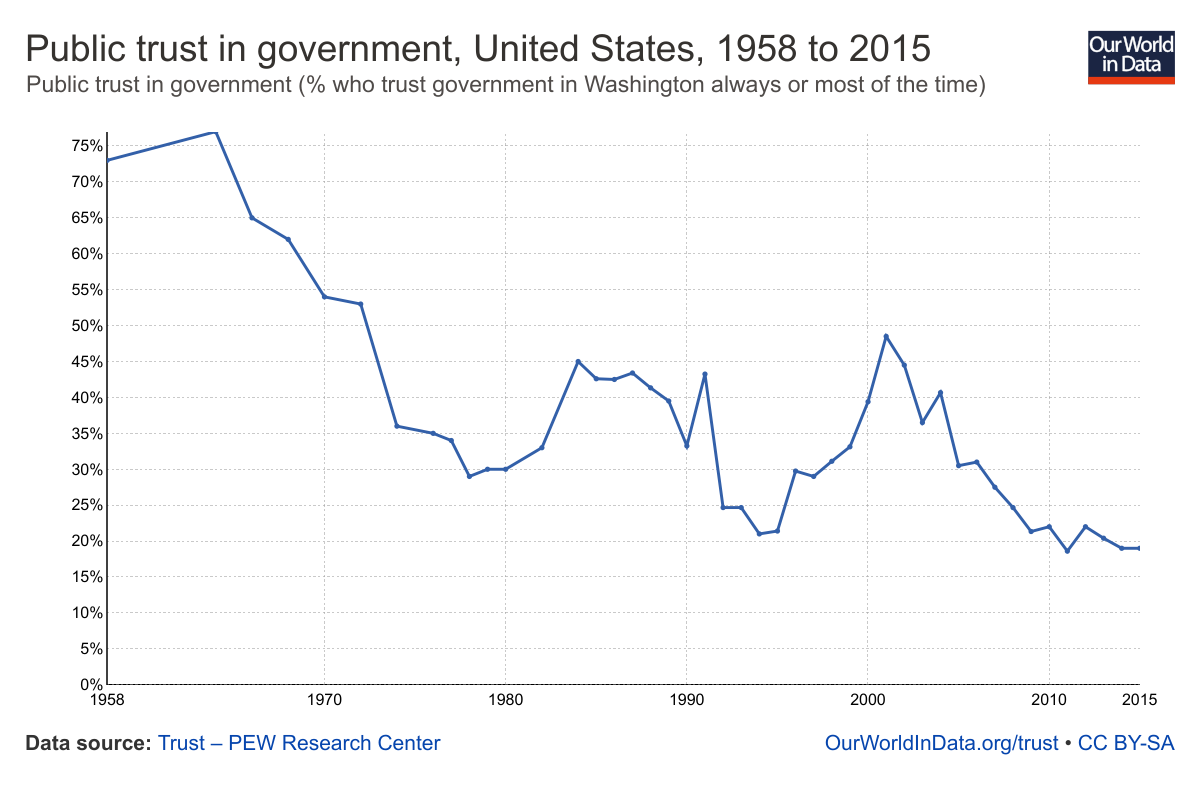 Public trust in government, United States, 1958 to 2015
Our World
in Data
Public trust in government (% who trust government in Washington always or most of the time)
75%
70%
65%
60%
55%
50%
45%
40%
35%
30%
25%
20%
15%
10%
5%
0%
1958 1970 1980 1990 2000 2010 2015
Data source: Trust – PEW Research Center
OurWorldInData.org/trust • CC BY-SA